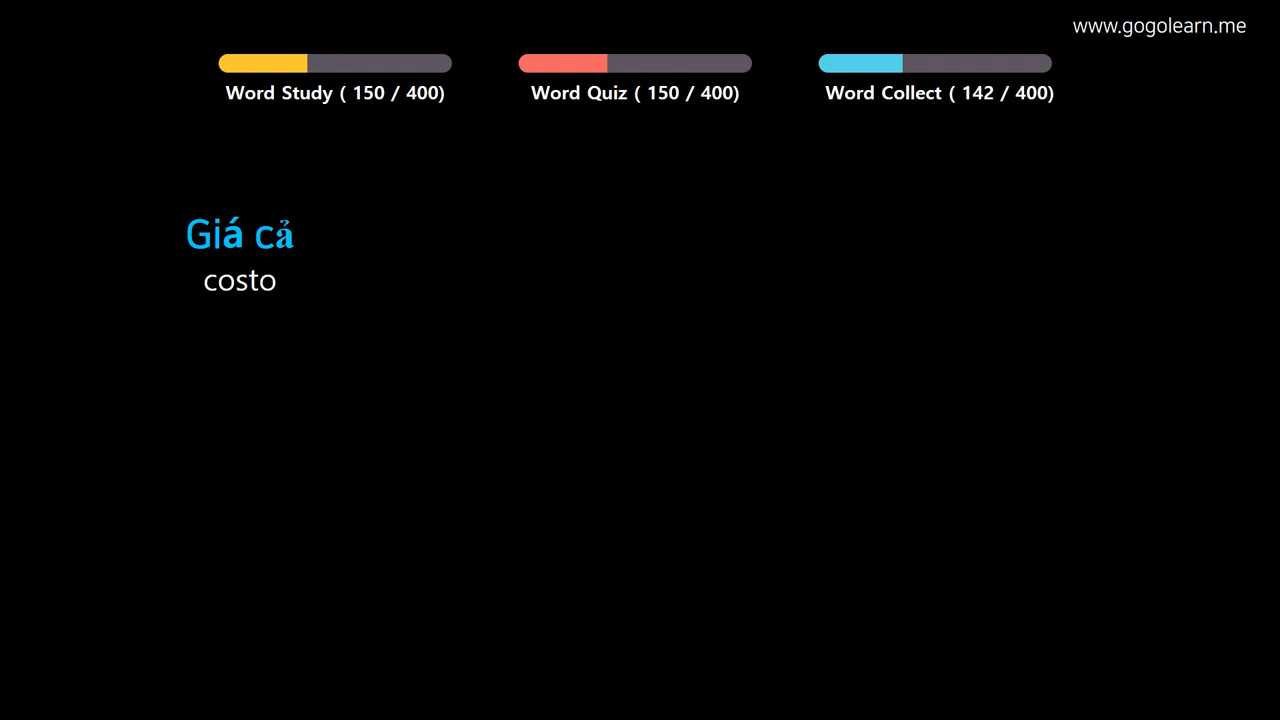 www.gogolearn.me
Word Study ( 150 / 400)
Word Quiz ( 150 / 400)
Word Collect ( 142 / 400)
Giá cả
costo